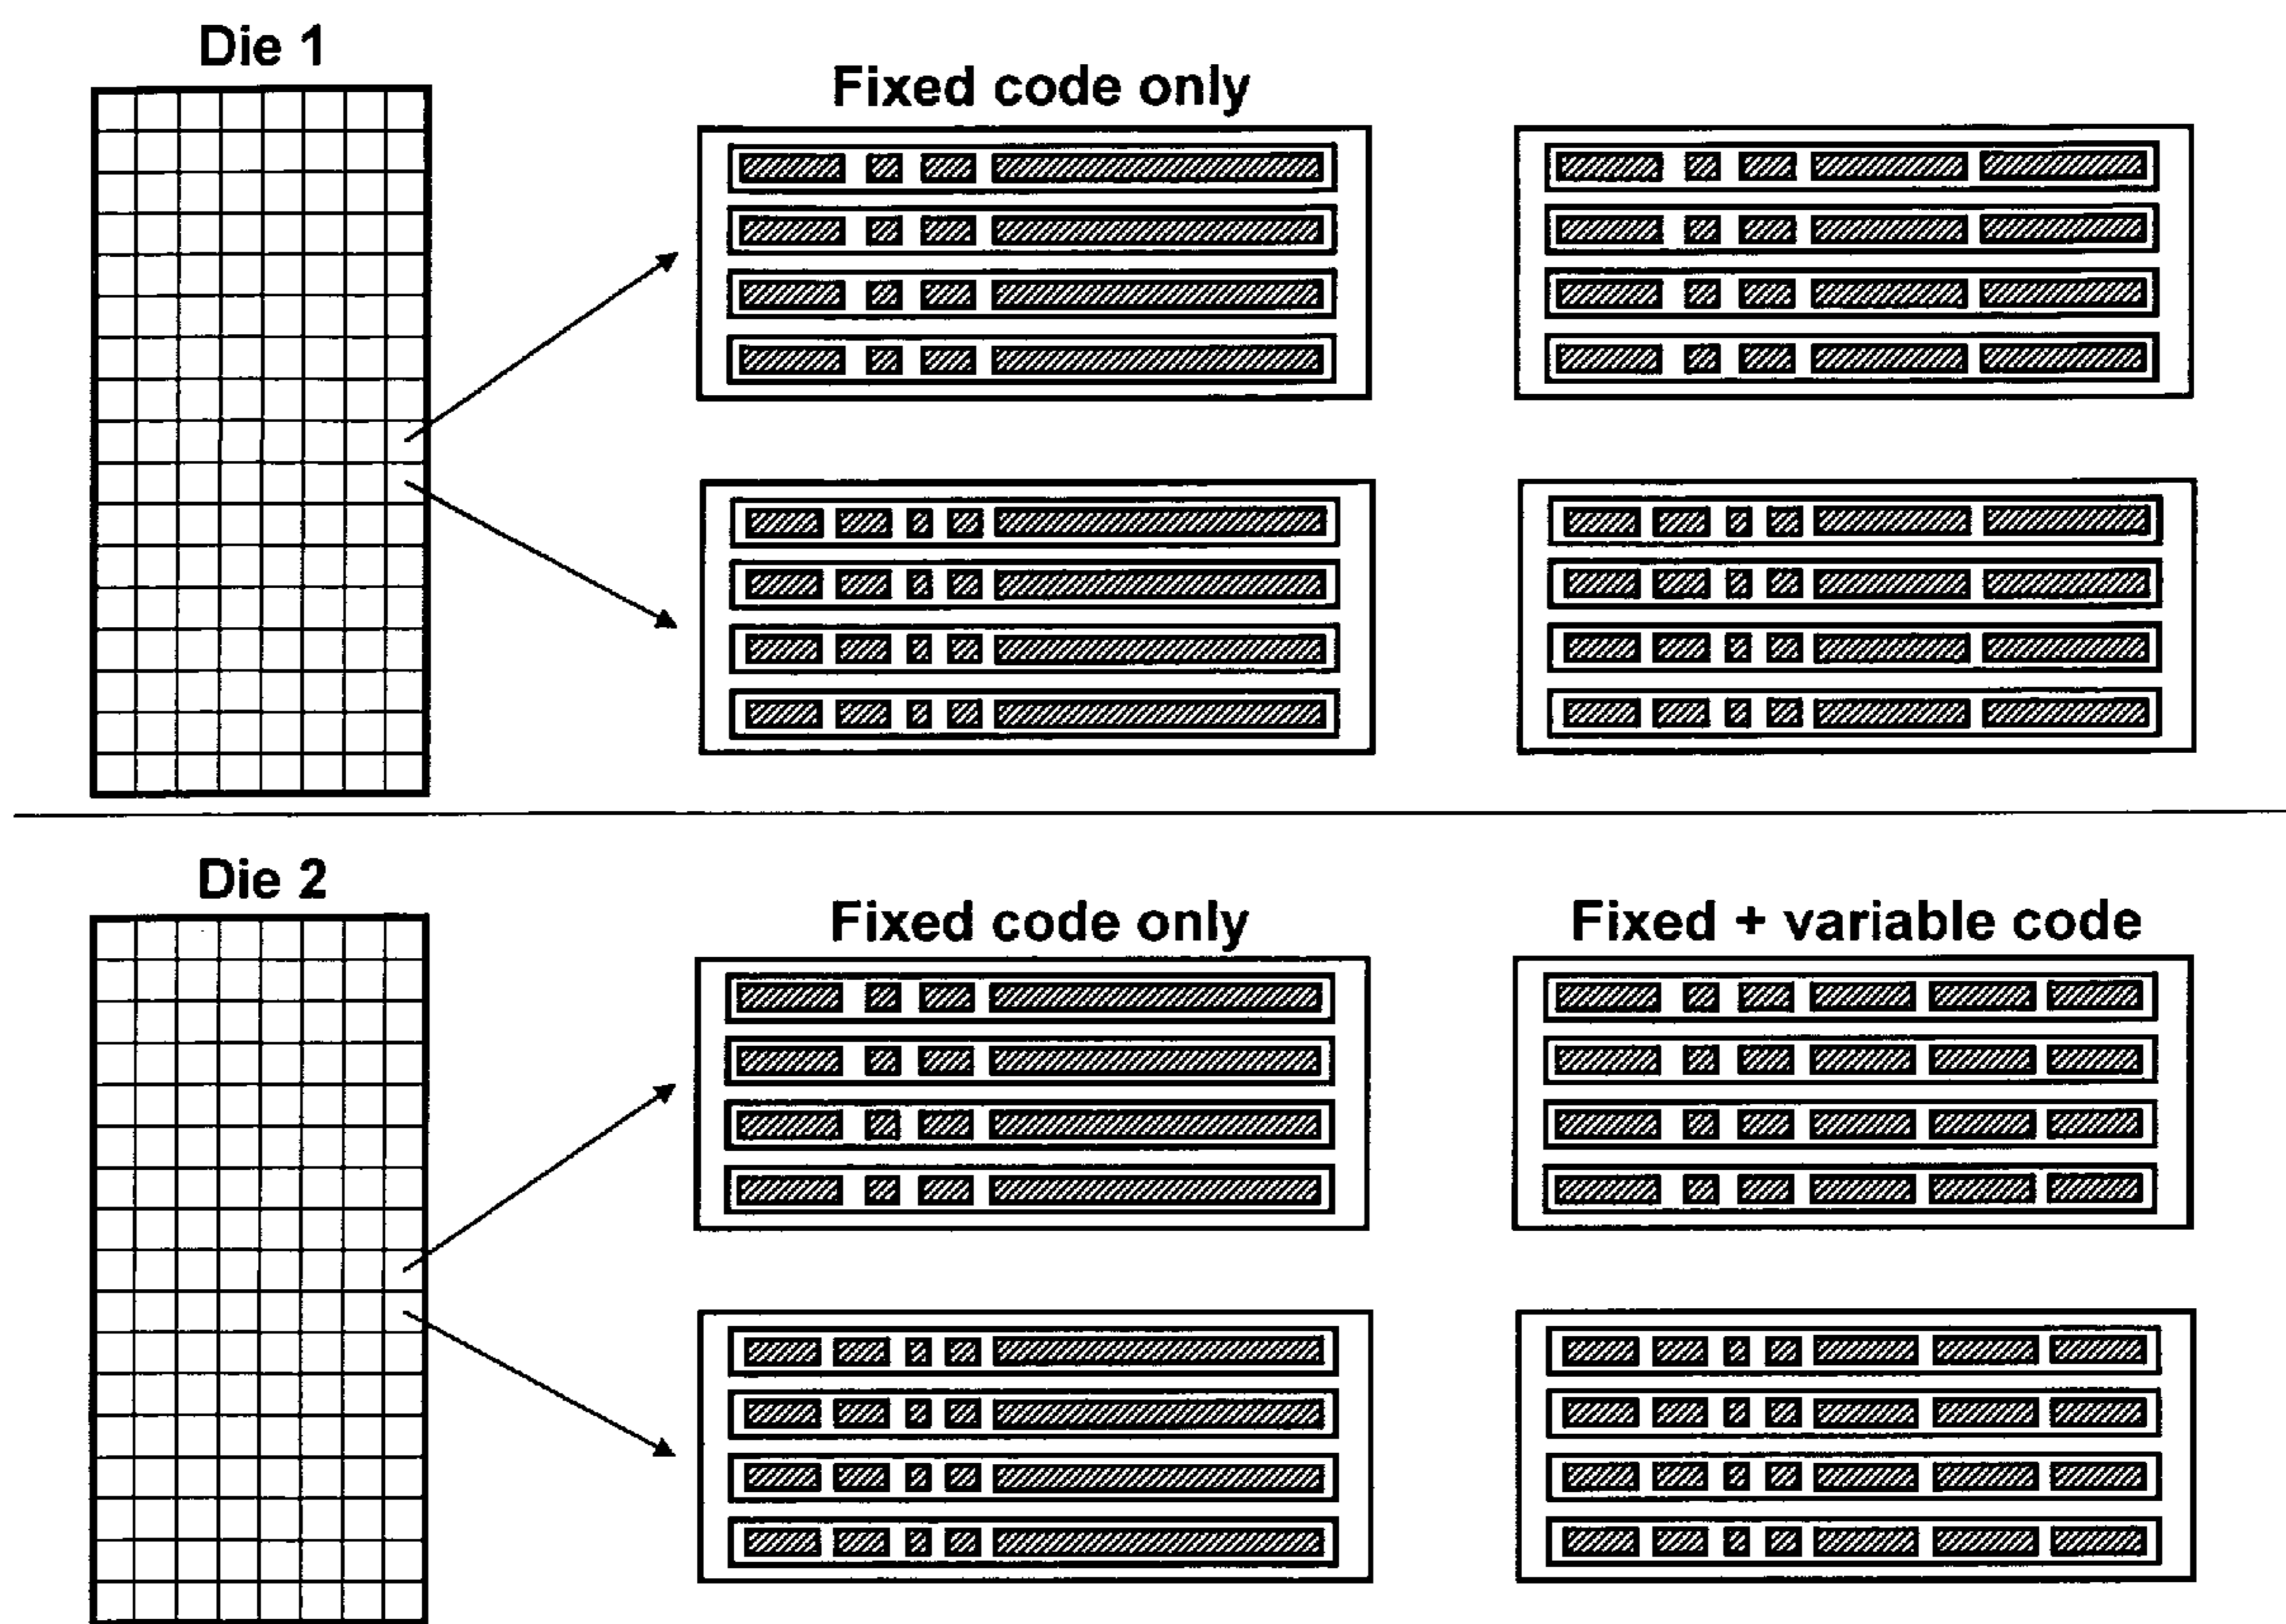 Die 1
Fixed code only
Die 2
Fixed code only
Fixed + variable code